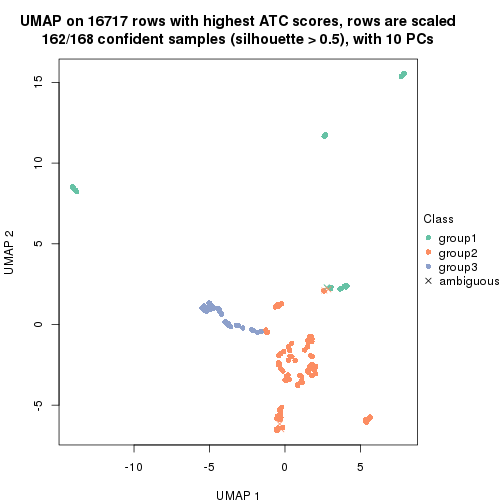 UMAP on 16717 rows with highest ATC scores, rows are scaled
162/168 confident samples (silhouette > 0.5), with 10 PCs
15
10
5
0
-5
UMAP 2
-10
-5
0
5
UMAP 1
Class
group1
group2
group3
ambiguous